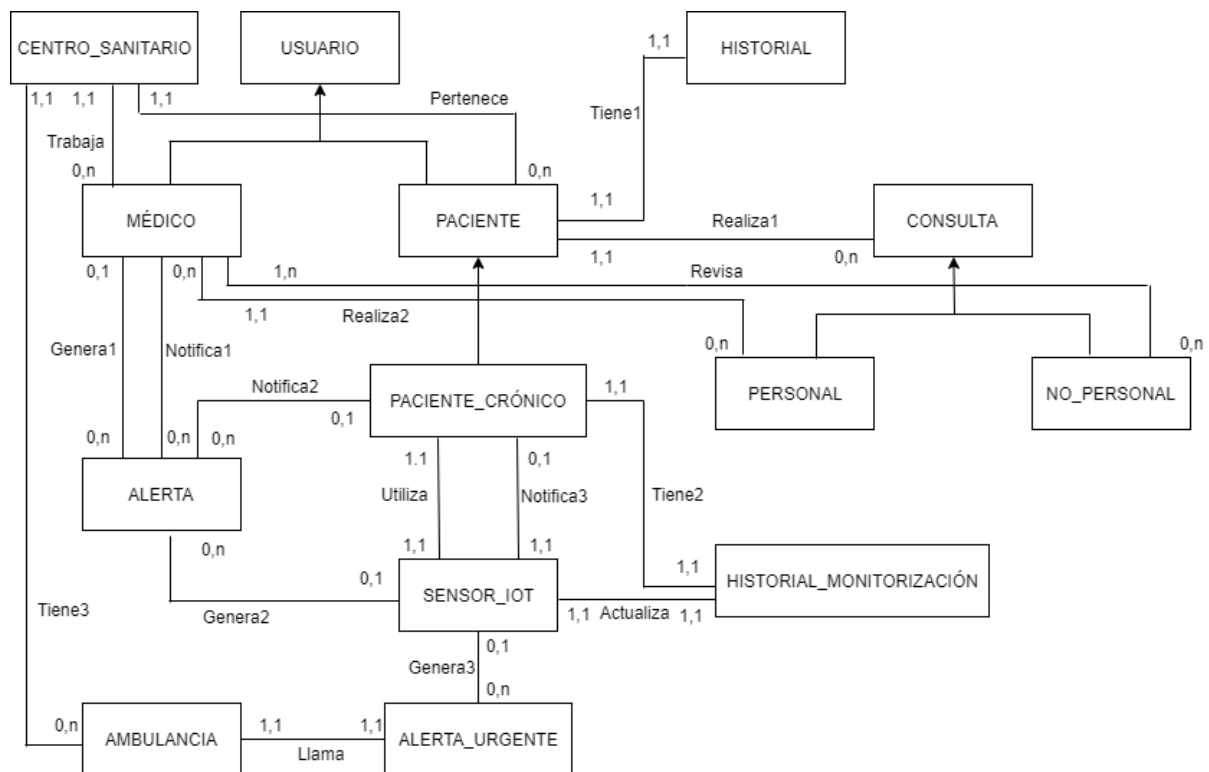 CENTRO_SANITARIO
USUARIO
HISTORIAL
1,1
1,1
1,1
1,1
Pertenece
Tiene1
Trabaja
0,n
0,n
MÉDICO
PACIENTE
1,1
Realiza1
CONSULTA
0,1
0,n
1,n
1,1
0,n
Revisa
1,1
Realiza2
Genera1
Notifica1
0,n
0,n
Notifica2
PACIENTE_CRÓNICO
1,1
PERSONAL
NO_PERSONAL
0,1
0,n
0,n
0,n
1.1
0,1
ALERTA
Utiliza
Notifica3
Tiene2
0,n
1,1
1,1
1,1
0,1
SENSOR_IOT
HISTORIAL_MONITORIZACIÓN
Tiene3
Genera2
1,1
Actualiza
1,1
0,1
Genera3
0,n
0,n
AMBULANCIA
1,1
1,1
ALERTA_URGENTE
Llama